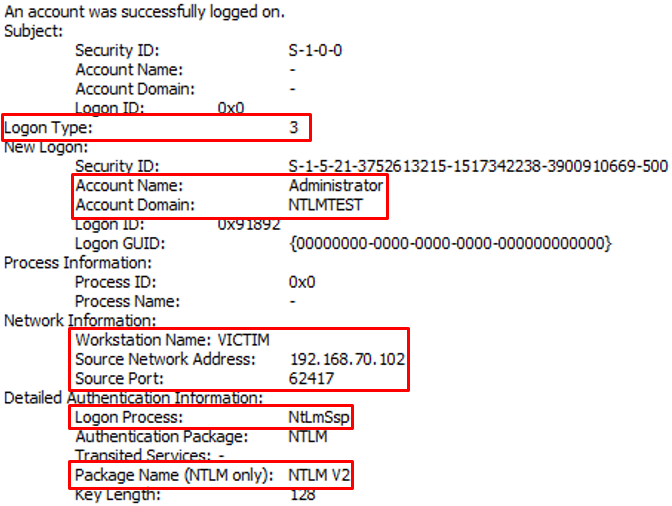 An account was successfully logged on.
Subject:
Security ID: S-1-0-0
Account Name: -
Account Domain: -
Logon ID: 0x0
Logon Type: 3
New Logon:
Security ID: S-1-5-21-3752613215-1517342238-3900910669-500
Account Name: Administrator
Account Domain: NTLMTEST
Logon ID: 0x91892
Logon GUID: {00000000-0000-0000-0000-000000000000}
Process Information:
Process ID: 0x0
Process Name: -
Network Information:
Workstation Name: VICTIM
Source Network Address: 192.168.70.102
Source Port: 62417
Detailed Authentication Information:
Logon Process: NtLmSsp
Authentication Package: NTLM
Transited Services: -
Package Name (NTLM only): NTLM V2
Key Length: 128